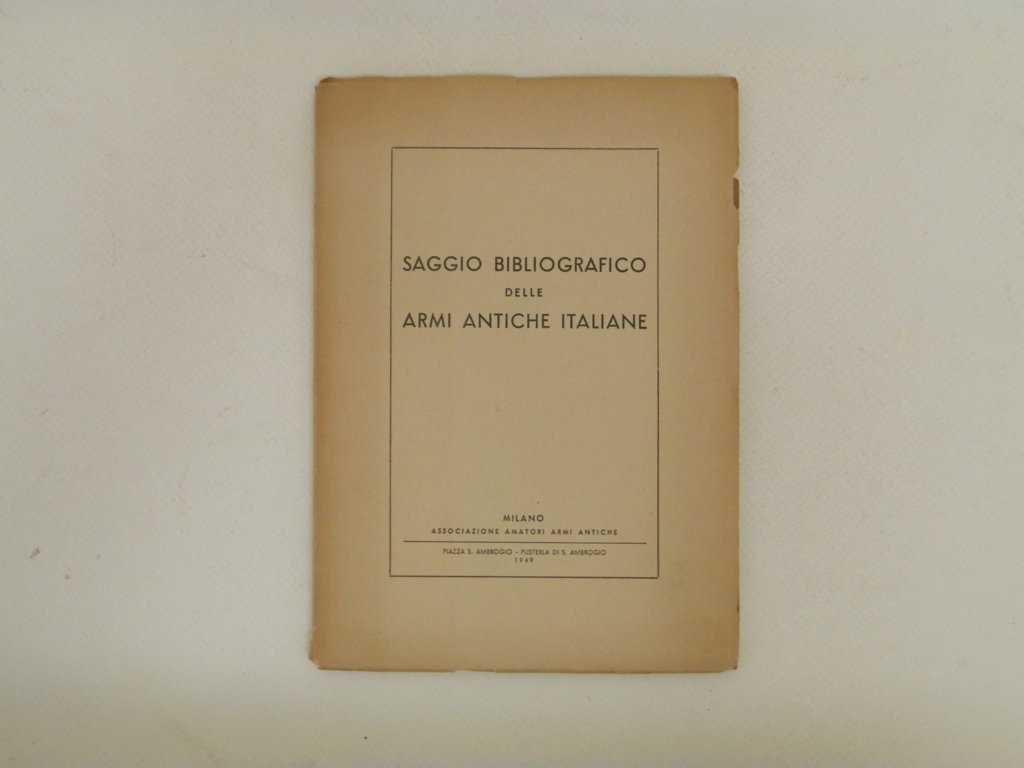 SAGGIO BIBLIOGRAFICO
DELLE
ARMI ANTICHE ITALIANE
MILANO
ASSOCIAZIONE AMATORI ARMI ANTICHE
PIAZZA S. AMBROGIO - PUSTERLA DI S. AMBROGIO
1949